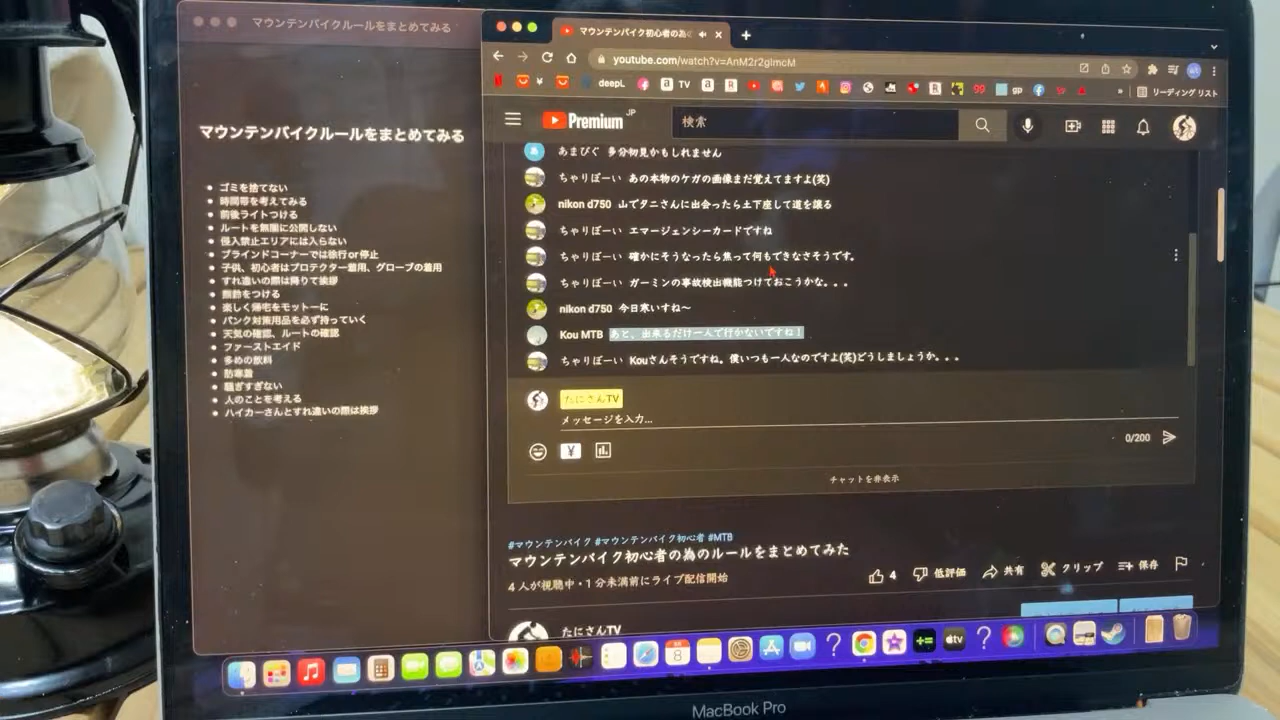 マウンテンバイクルールをまとめてみる
マウンテンバイクルールをまとめてみる
ゴミを捨てない
時間帯を考えてみる
前後ライトつける
ルートを無闇に公開しない
侵入禁止エリアには入らない
ブラインドコーナーでは徐行or停止
子供、初心者はプロテクター着用、グローブの着用
すれ違いの際は降りて挨拶
熊鈴をつける
楽しく帰宅をモットーに
パンク対策用品を必ず持っていく
天気の確認、ルートの確認
ファーストエイド
多めの飲料
防寒着
騒ぎすぎない
人のことを考える
ハイカーさんとすれ違いの際は挨拶
マウンテンバイク初心者の為の
youtube.com/watch?v=AnM2r2glmcM
deepL
TV
gp
リーディング リスト
Premium JP
検索
あまびぐ 多分初見かもしれません
ちゃりぼーい あの本物のケガの画像まだ覚えてますよ(笑)
nikon d750 山でタニさんに出会ったら土下座して道を譲る
ちゃりぼーい エマージェンシーカードですね
ちゃりぼーい 確かにそうなったら焦って何もできなさそうです。
ちゃりぼーい ガーミンの事故検出機能つけておこうかな。。。
nikon d750 今日寒いすね〜
Kou MTB あと、出来るだけ一人で行かないですね！
ちゃりぼーい Kouさんそうですね。僕いつも一人なのですよ(笑)どうしましょうか。。。
たにさんTV
メッセージを入力...
0/200
チャットを非表示
#マウンテンバイク #マウンテンバイク初心者 #MTB
マウンテンバイク初心者の為のルールをまとめてみた
4 人が視聴中・1 分未満前にライブ配信開始
4 低評価 共有 クリップ 保存
たにさんTV
8
tv
MacBook Pro